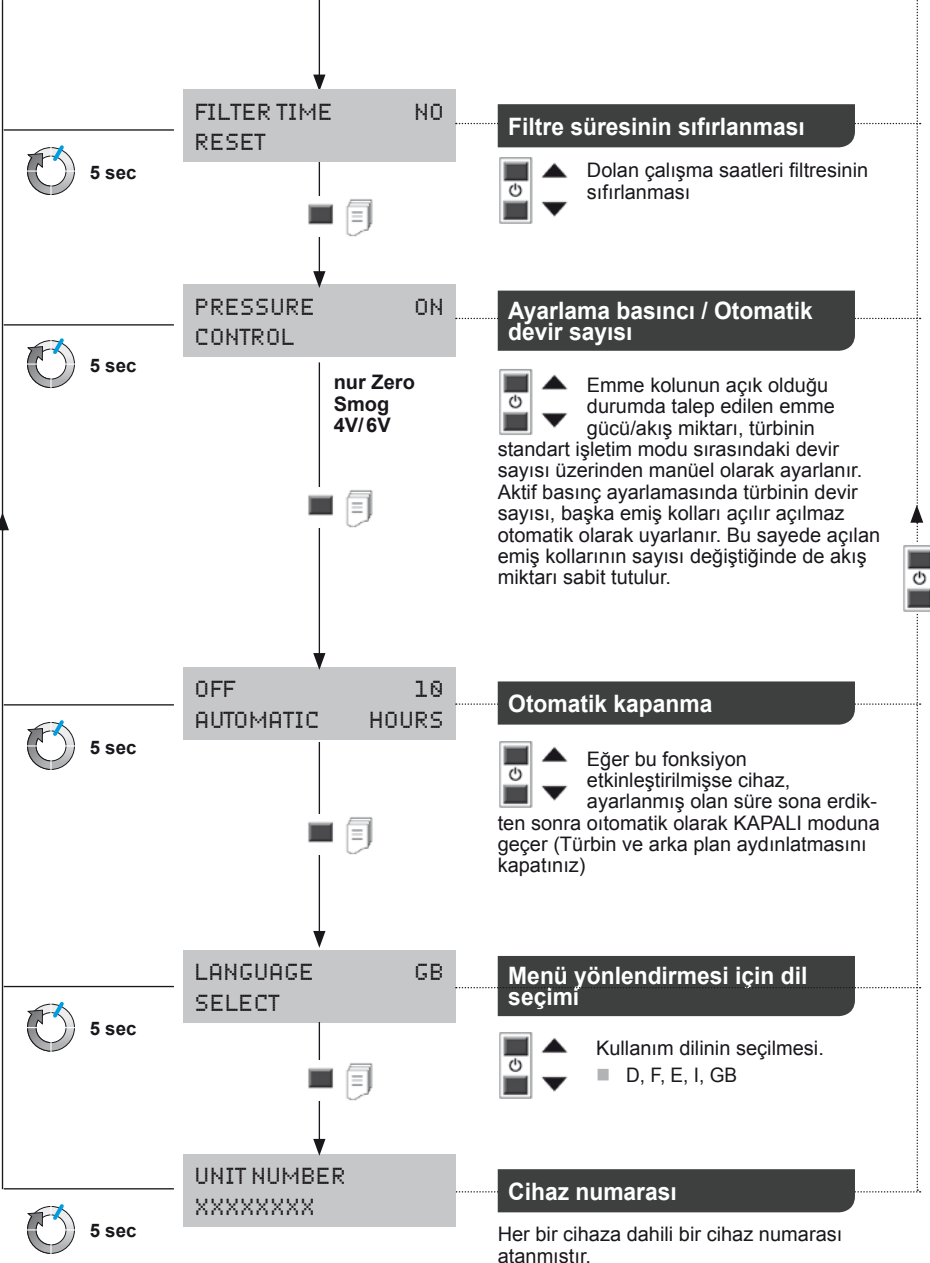 FILTER TIME NO
RESET
5 sec
Filtre süresinin sıfırlanması
Dolan çalışma saatleri filtresinin
sıfırlanması
PRESSURE ON
CONTROL
5 sec
nur Zero
Smog
4V/ 6V
Ayarlama basıncı / Otomatik
devir sayısı
Emme kolunun açık olduğu
durumda talep edilen emme
gücü/akış miktarı, türbinin
standart işletim modu sırasındaki devir
sayısı üzerinden manüel olarak ayarlanır.
Aktif basınç ayarlamasında türbinin devir
sayısı, başka emiş kolları açılır açılmaz
otomatik olarak uyarlanır. Bu sayede açılan
emiş kollarının sayısı değiştiğinde de akış
miktarı sabit tutulur.
OFF 10
AUTOMATIC HOURS
5 sec
Otomatik kapanma
Eğer bu fonksiyon
etkinleştirilmişse cihaz,
ayarlanmış olan süre sona erdik-
ten sonra oıtomatik olarak KAPALI moduna
geçer (Türbin ve arka plan aydınlatmasını
kapatınız)
LANGUAGE GB
SELECT
5 sec
Menü yönlendirmesi için dil
seçimi
Kullanım dilinin seçilmesi.
D, F, E, I, GB
UNIT NUMBER
XXXXXXXX
5 sec
Cihaz numarası
Her bir cihaza dahili bir cihaz numarası
atanmıştır.